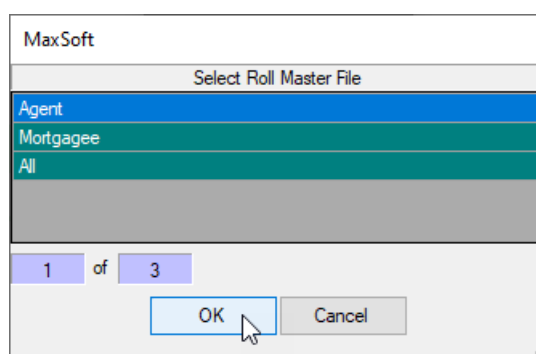 MaxSoft
Select Roll Master File
Agent
Mortgagee
All
1 of 3
OK Cancel